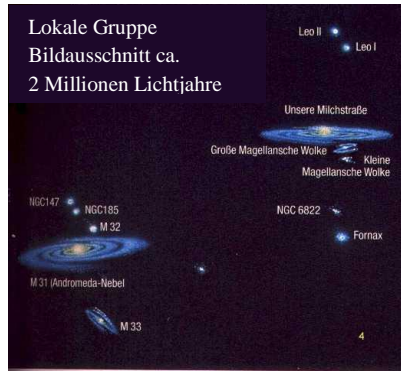 Lokale Gruppe
Bildausschnitt ca.
2 Millionen Lichtjahre
Leo II
Leo I
Unsere Milchstraße
Große Magellansche Wolke
Kleine
Magellansche Wolke
NGC147
NGC185
M 32
NGC 6822
Fornax
M 31 (Andromeda-Nebel
M 33
4